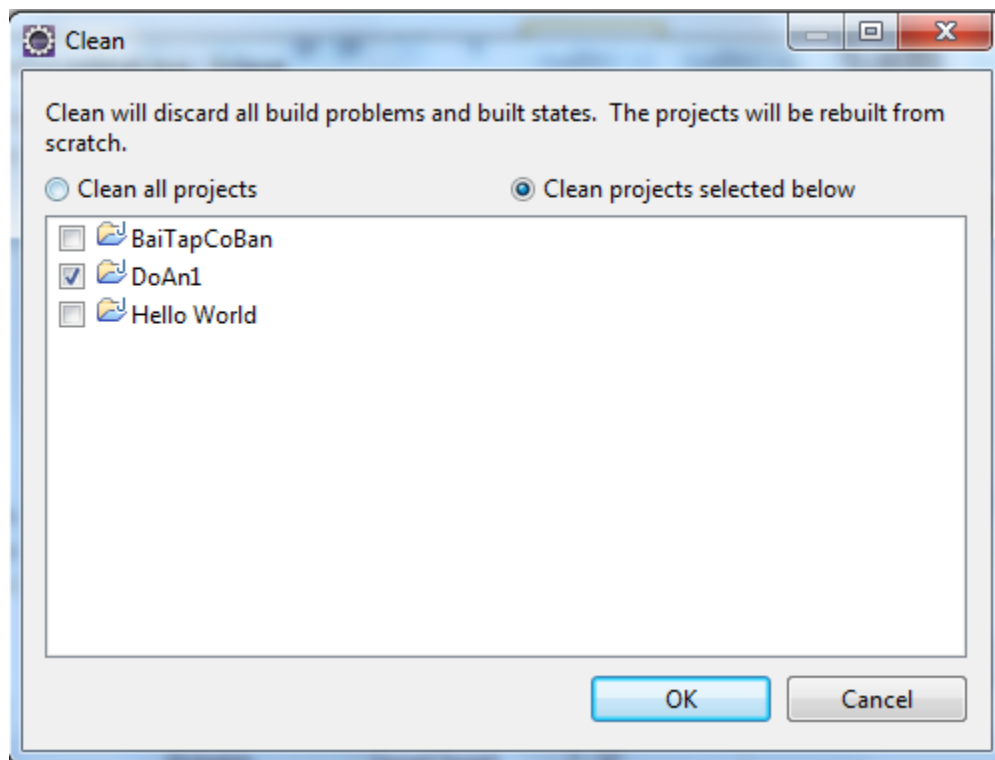 Clean
Clean will discard all build problems and built states.  The projects will be rebuilt from
scratch.
Clean all projects
Clean projects selected below
BaiTapCoBan
DoAn1
Hello World
OK
Cancel